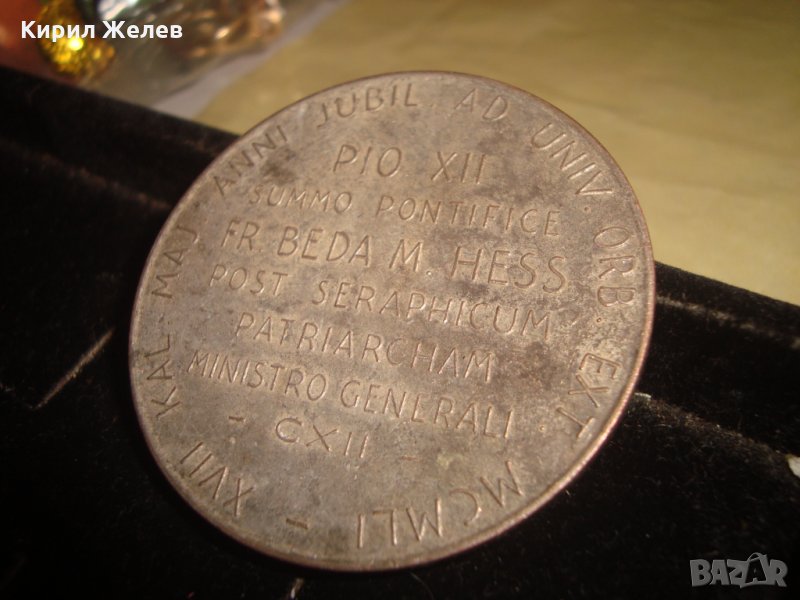 Кирил Желев
XVII KAL. MAJ. ANNI JUBIL. AD UNIV. ORB. EXT. MCMLI -
PIO XII
SUMMO PONTIFICE
FR. BEDA M. HESS
POST SERAPHICUM
PATRIARCHAM
MINISTRO GENERALI
- CXII -
BAZAR